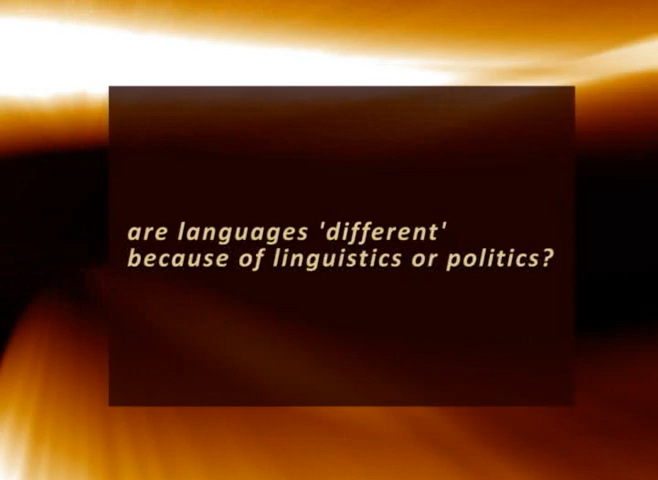 are languages 'different'
because of linguistics or politics?